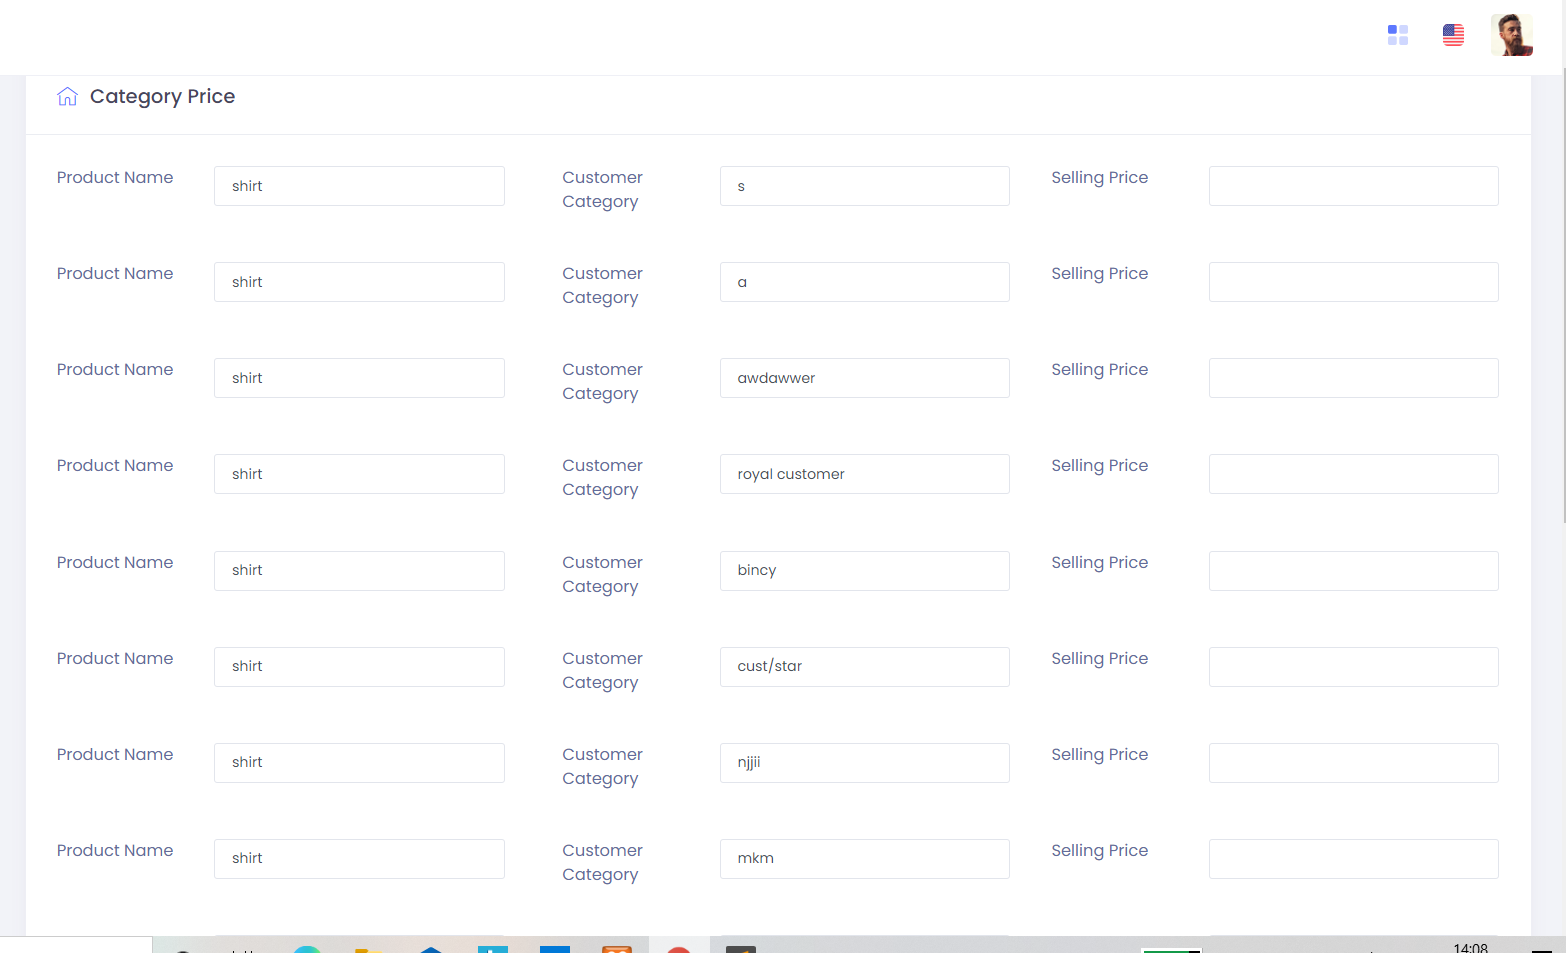 Category Price
Product Name shirt Customer Category s Selling Price
Product Name shirt Customer Category a Selling Price
Product Name shirt Customer Category awdawwer Selling Price
Product Name shirt Customer Category royal customer Selling Price
Product Name shirt Customer Category bincy Selling Price
Product Name shirt Customer Category cust/star Selling Price
Product Name shirt Customer Category njjii Selling Price
Product Name shirt Customer Category mkm Selling Price
14:08